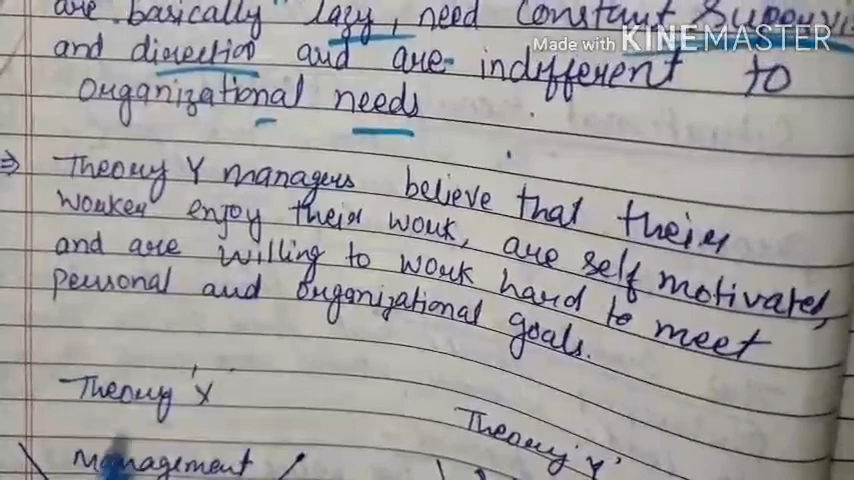 are basically lazy, need constant Supervi
Made with KINEMASTER
and direction and are indifferent to
organizational needs
⇒ Theory Y managers believe that their
worker enjoy their work, are self motivated,
and are willing to work hard to meet
personal and organizational goals.
Theory 'X
Theory 'Y'
Management